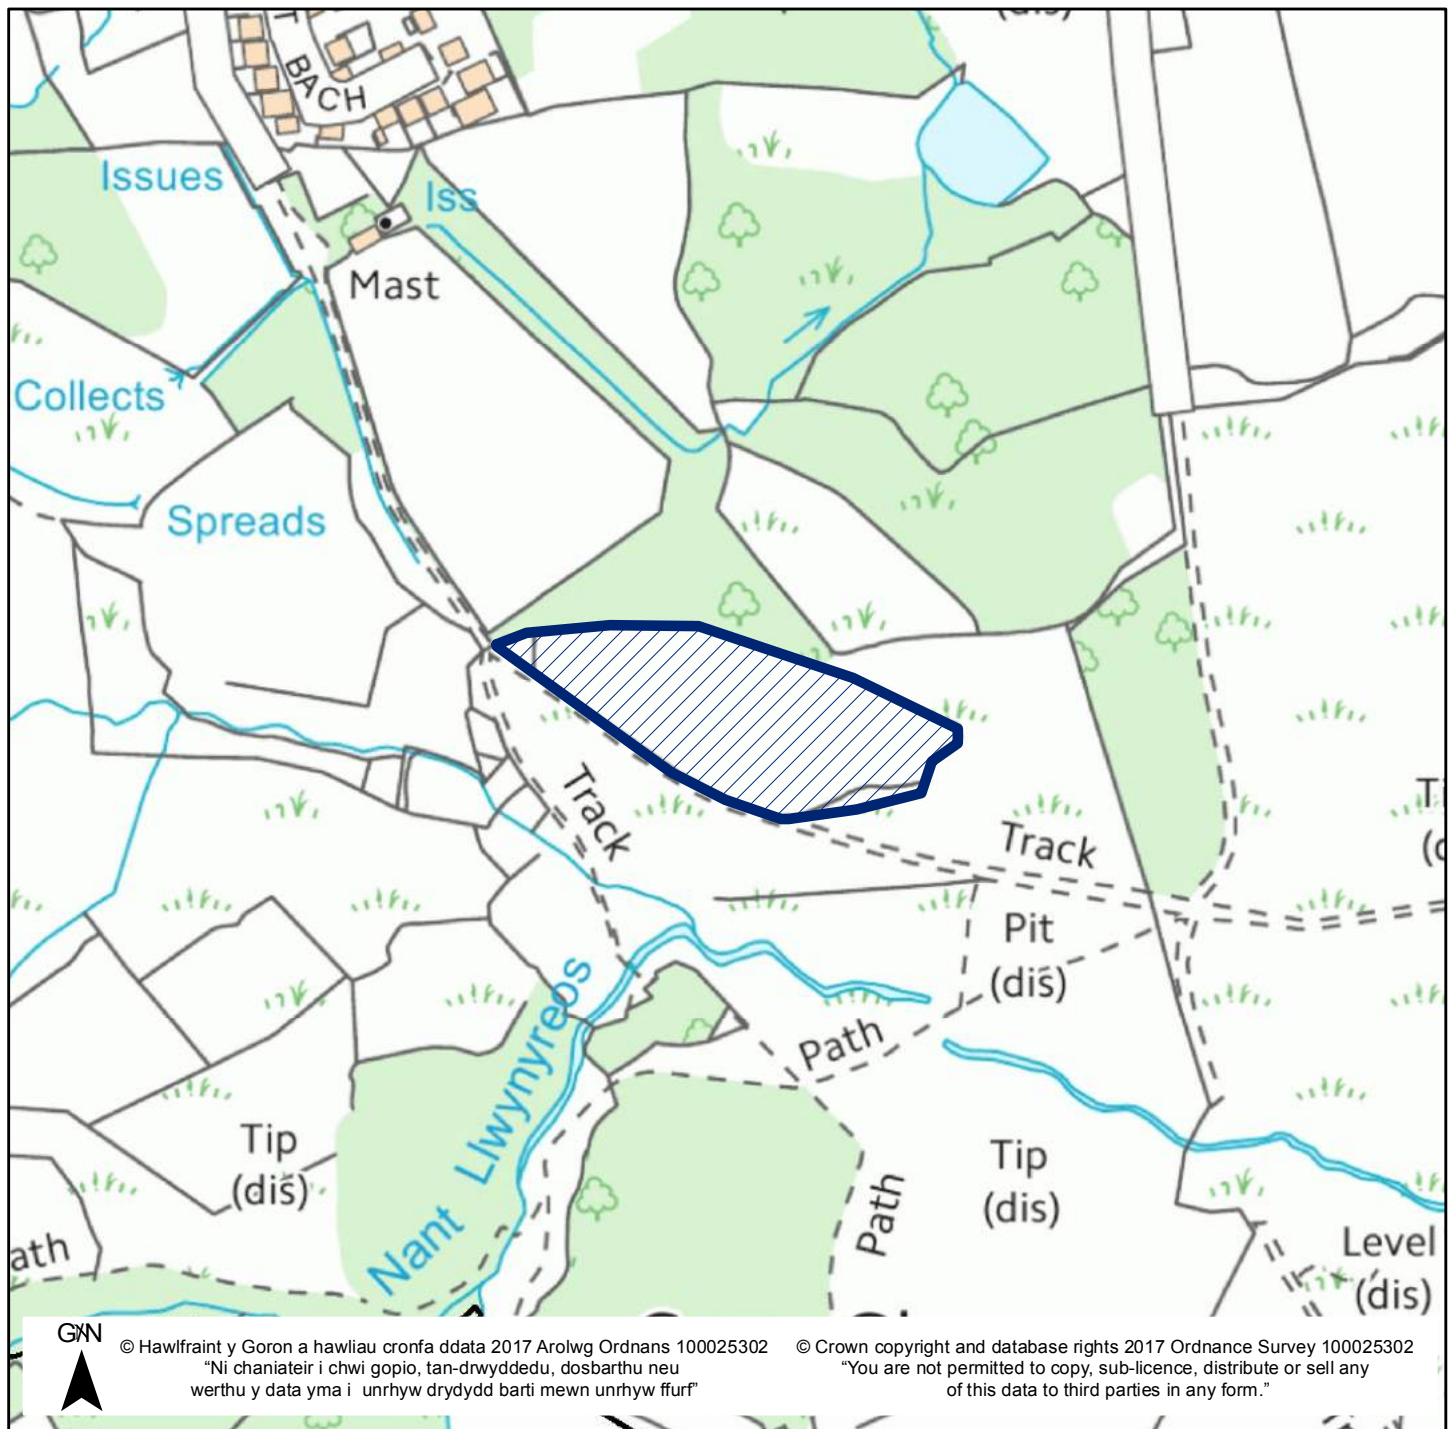 (dis)
BACH
Issues
Iss
Mast
Collects
Spreads
Track
Track
Pit
(dis)
Path
Nant Llwynyreos
Tip
(dis)
Path
Tip
(dis)
ath
Level
(dis)
G/YN
© Hawlfraint y Goron a hawliau cronfa ddata 2017 Arolwg Ordnans 100025302
“Ni chaniateir i chwi gopio, tan-drwyddedu, dosbarthu neu
werthu y data yma i unrhyw drydydd barti mewn unrhyw ffurf”
© Crown copyright and database rights 2017 Ordnance Survey 100025302
“You are not permitted to copy, sub-licence, distribute or sell any
of this data to third parties in any form.”